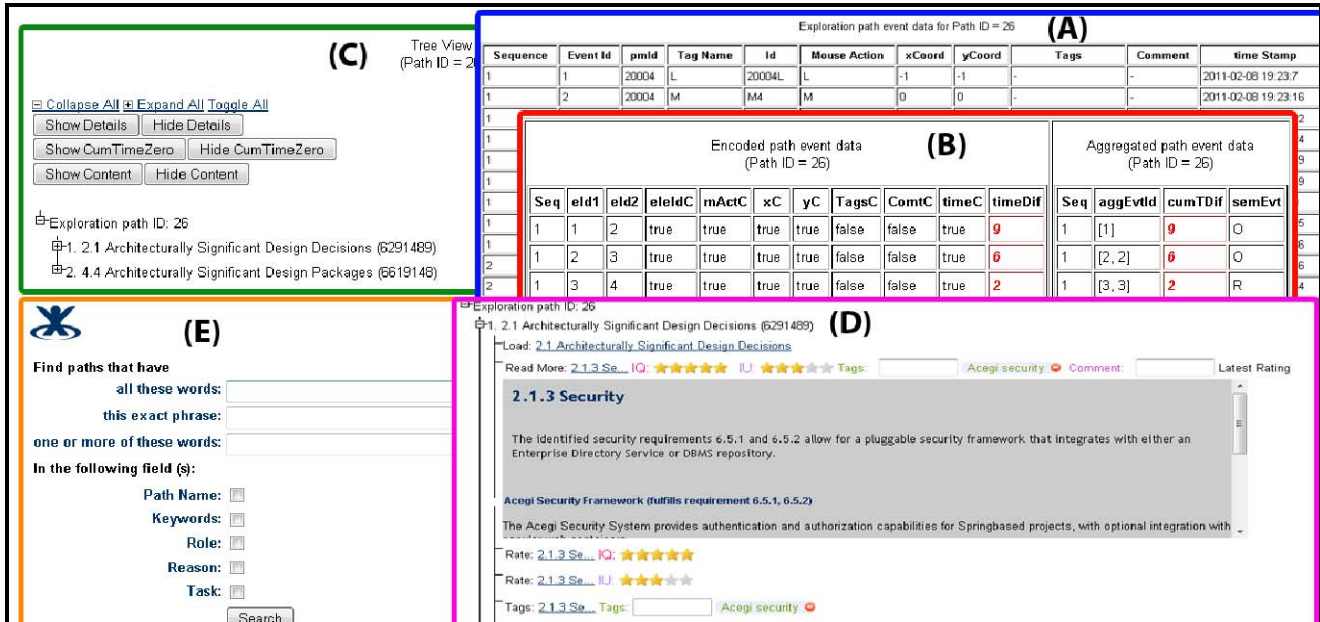 (C)
Tree View
(Path ID = 2
Collapse All Expand All Toggle All
Show Details Hide Details
Show CumTimeZero Hide CumTimeZero
Show Content Hide Content
Exploration path ID: 26
1. 2.1 Architecturally Significant Design Decisions (6291489)
2. 4.4 Architecturally Significant Design Packages (6619148)
Exploration path event data for Path ID = 26
(A)
Sequence Event Id pmId Tag Name Id Mouse Action xCoord yCoord Tags Comment time Stamp
1 1 20004 L 20004L L -1 -1 - - 2011-02-08 19:23:7
1 2 20004 M M4 M 0 0 - - 2011-02-08 19:23:16
1
1
1
1
1
1
1
2
2
Encoded path event data
(Path ID = 26)
(B)
Aggregated path event data
(Path ID = 26)
Seq eId1 eId2 eleIdC mActC xC yC TagsC ComtC timeC timeDif Seq aggEvtId cumTDif semEvt
1 1 2 true true true true false false true 9 1 [1] 9 O
1 2 3 true true true true false false true 6 1 [2, 2] 6 O
1 3 4 true true true true false false true 2 1 [3, 3] 2 R
(E)
Find paths that have
all these words:
this exact phrase:
one or more of these words:
In the following field (s):
Path Name:
Keywords:
Role:
Reason:
Task:
Search
Exploration path ID: 26
1. 2.1 Architecturally Significant Design Decisions (6291489)
(D)
Load: 2.1 Architecturally Significant Design Decisions
Read More: 2.1.3 Se... IQ: IU: Tags: Acegi security Comment: Latest Rating
2.1.3 Security
The identified security requirements 6.5.1 and 6.5.2 allow for a pluggable security framework that integrates with either an
Enterprise Directory Service or DBMS repository.
Acegi Security Framework (fulfills requirement 6.5.1, 6.5.2)
The Acegi Security System provides authentication and authorization capabilities for Springbased projects, with optional integration with
Rate: 2.1.3 Se... IQ:
Rate: 2.1.3 Se... IU:
Tags: 2.1.3 Se... Tags: Acegi security